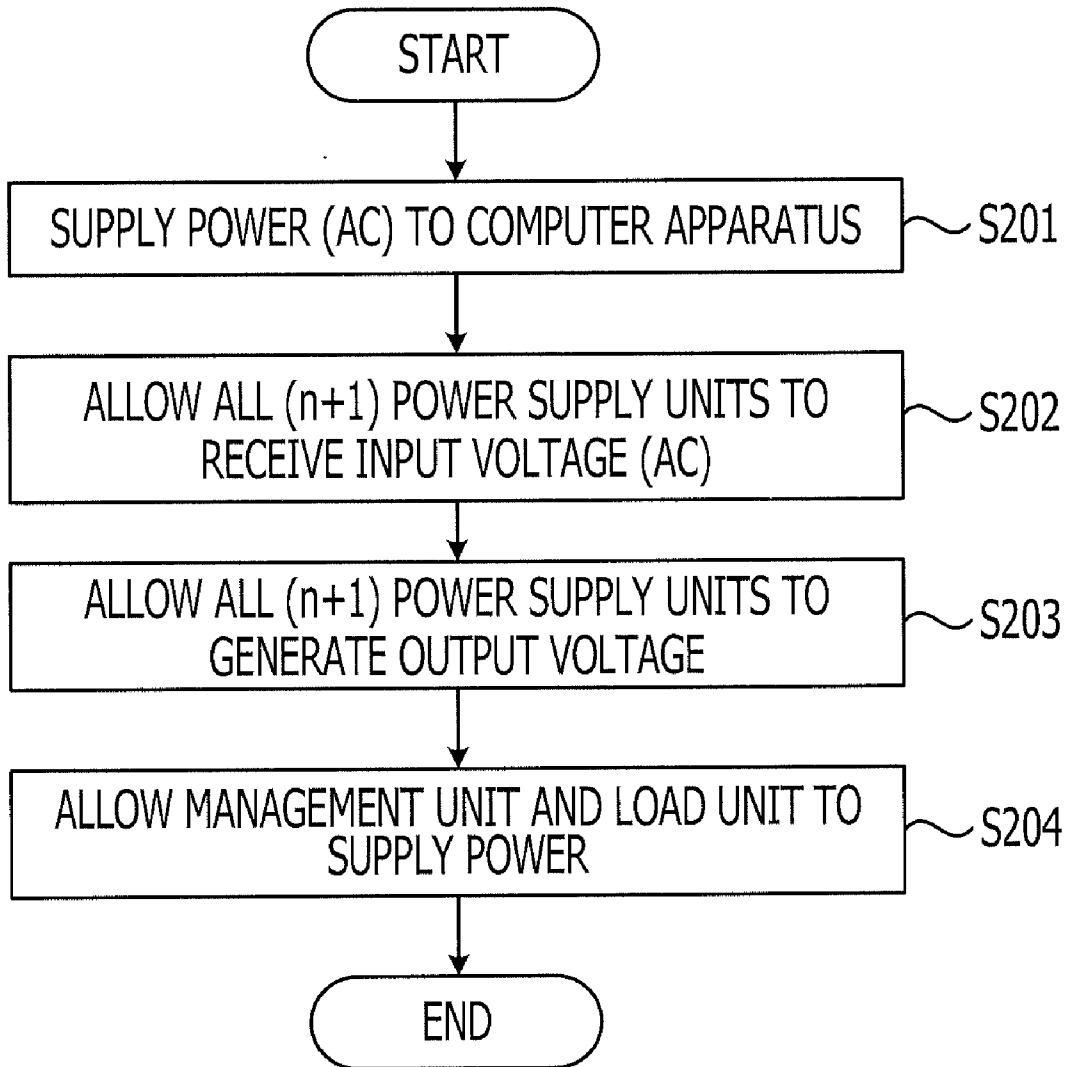 START
SUPPLY POWER (AC) TO COMPUTER APPARATUS
S201
ALLOW ALL (n+1) POWER SUPPLY UNITS TO
RECEIVE INPUT VOLTAGE (AC)
S202
ALLOW ALL (n+1) POWER SUPPLY UNITS TO
GENERATE OUTPUT VOLTAGE
S203
ALLOW MANAGEMENT UNIT AND LOAD UNIT TO
SUPPLY POWER
S204
END